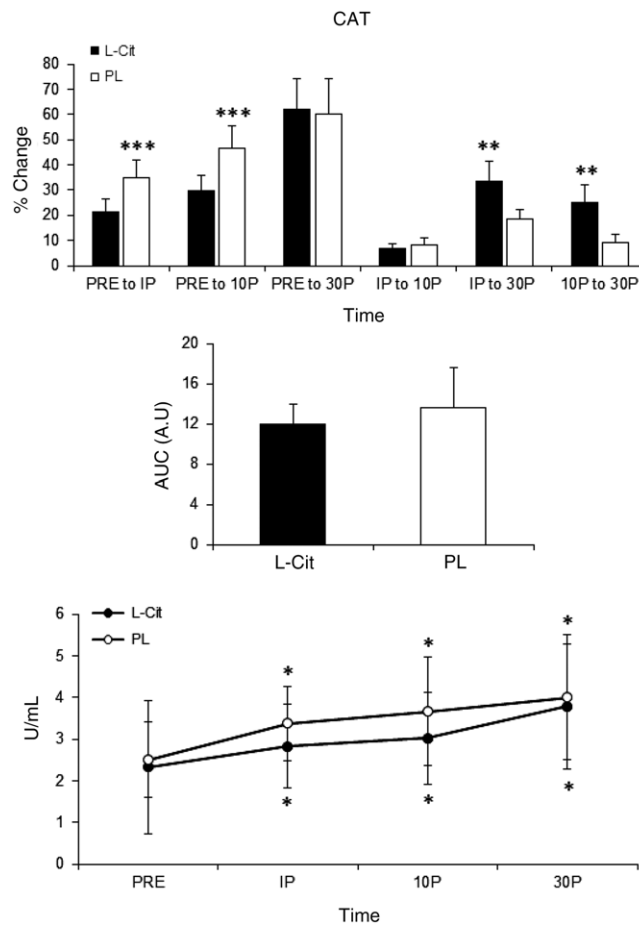 CAT
L-Cit
PL
% Change
80
70
60
50
40
30
20
10
0
*** *** ** **
PRE to IP PRE to 10P PRE to 30P IP to 10P IP to 30P 10P to 30P
Time
AUC (A.U)
20
16
12
8
4
0
L-Cit PL
L-Cit
PL
U/mL
6
5
4
3
2
1
0
* * *
* * *
PRE IP 10P 30P
Time